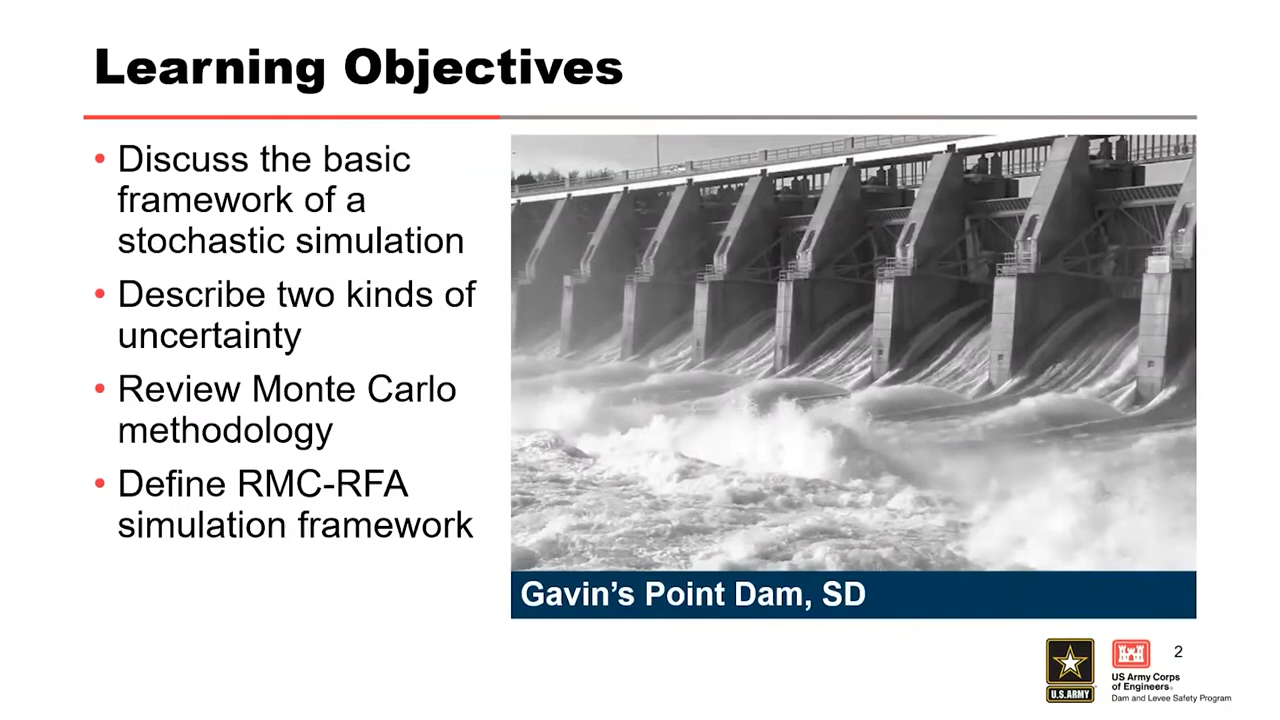 Learning Objectives
• Discuss the basic
framework of a
stochastic simulation
• Describe two kinds of
uncertainty
• Review Monte Carlo
methodology
• Define RMC-RFA
simulation framework
Gavin's Point Dam, SD
U.S.ARMY
US Army Corps
of Engineers®
Dam and Levee Safety Program
2